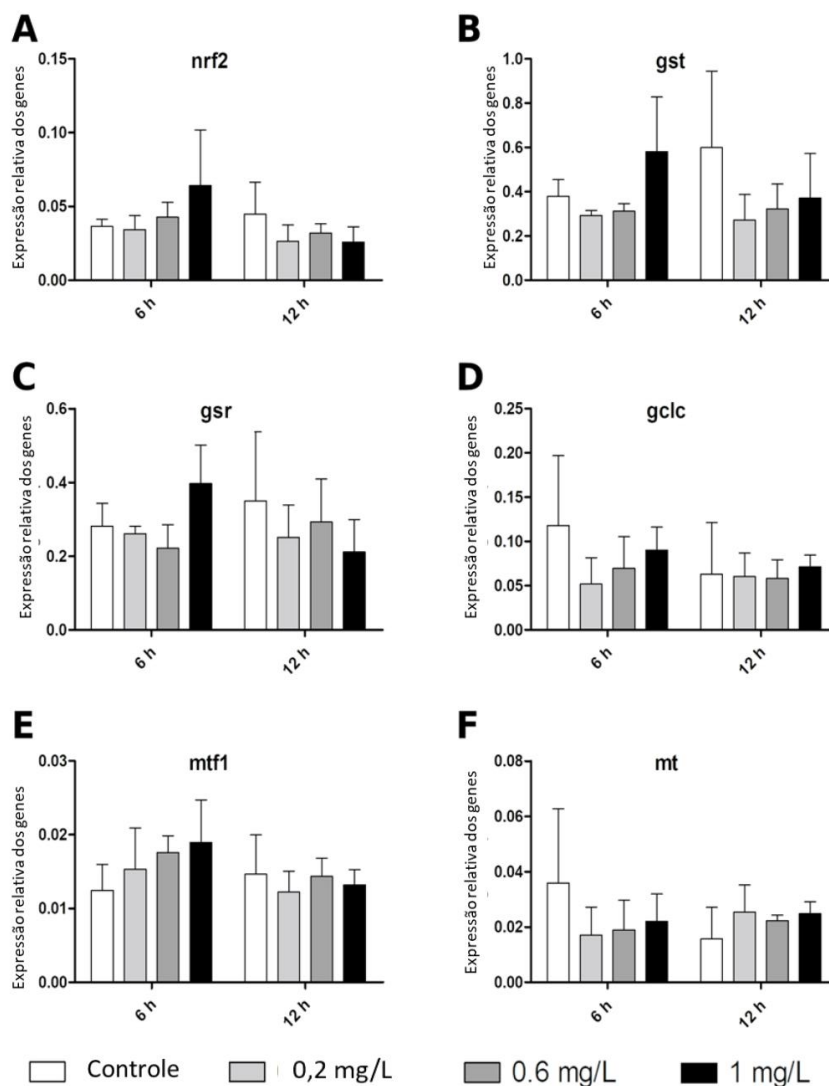 A
nrf2
Expressão relativa dos genes
0.15
0.10
0.05
0.00
6 h
12 h
B
gst
Expressão relativa dos genes
1.0
0.8
0.6
0.4
0.2
0.0
6 h
12 h
C
gsr
Expressão relativa dos genes
0.6
0.4
0.2
0.0
6 h
12 h
D
gclc
Expressão relativa dos genes
0.25
0.20
0.15
0.10
0.05
0.00
6 h
12 h
E
mtf1
Expressão relativa dos genes
0.03
0.02
0.01
0.00
6 h
12 h
F
mt
Expressão relativa dos genes
0.08
0.06
0.04
0.02
0.00
6 h
12 h
Controle 0,2 mg/L 0.6 mg/L 1 mg/L